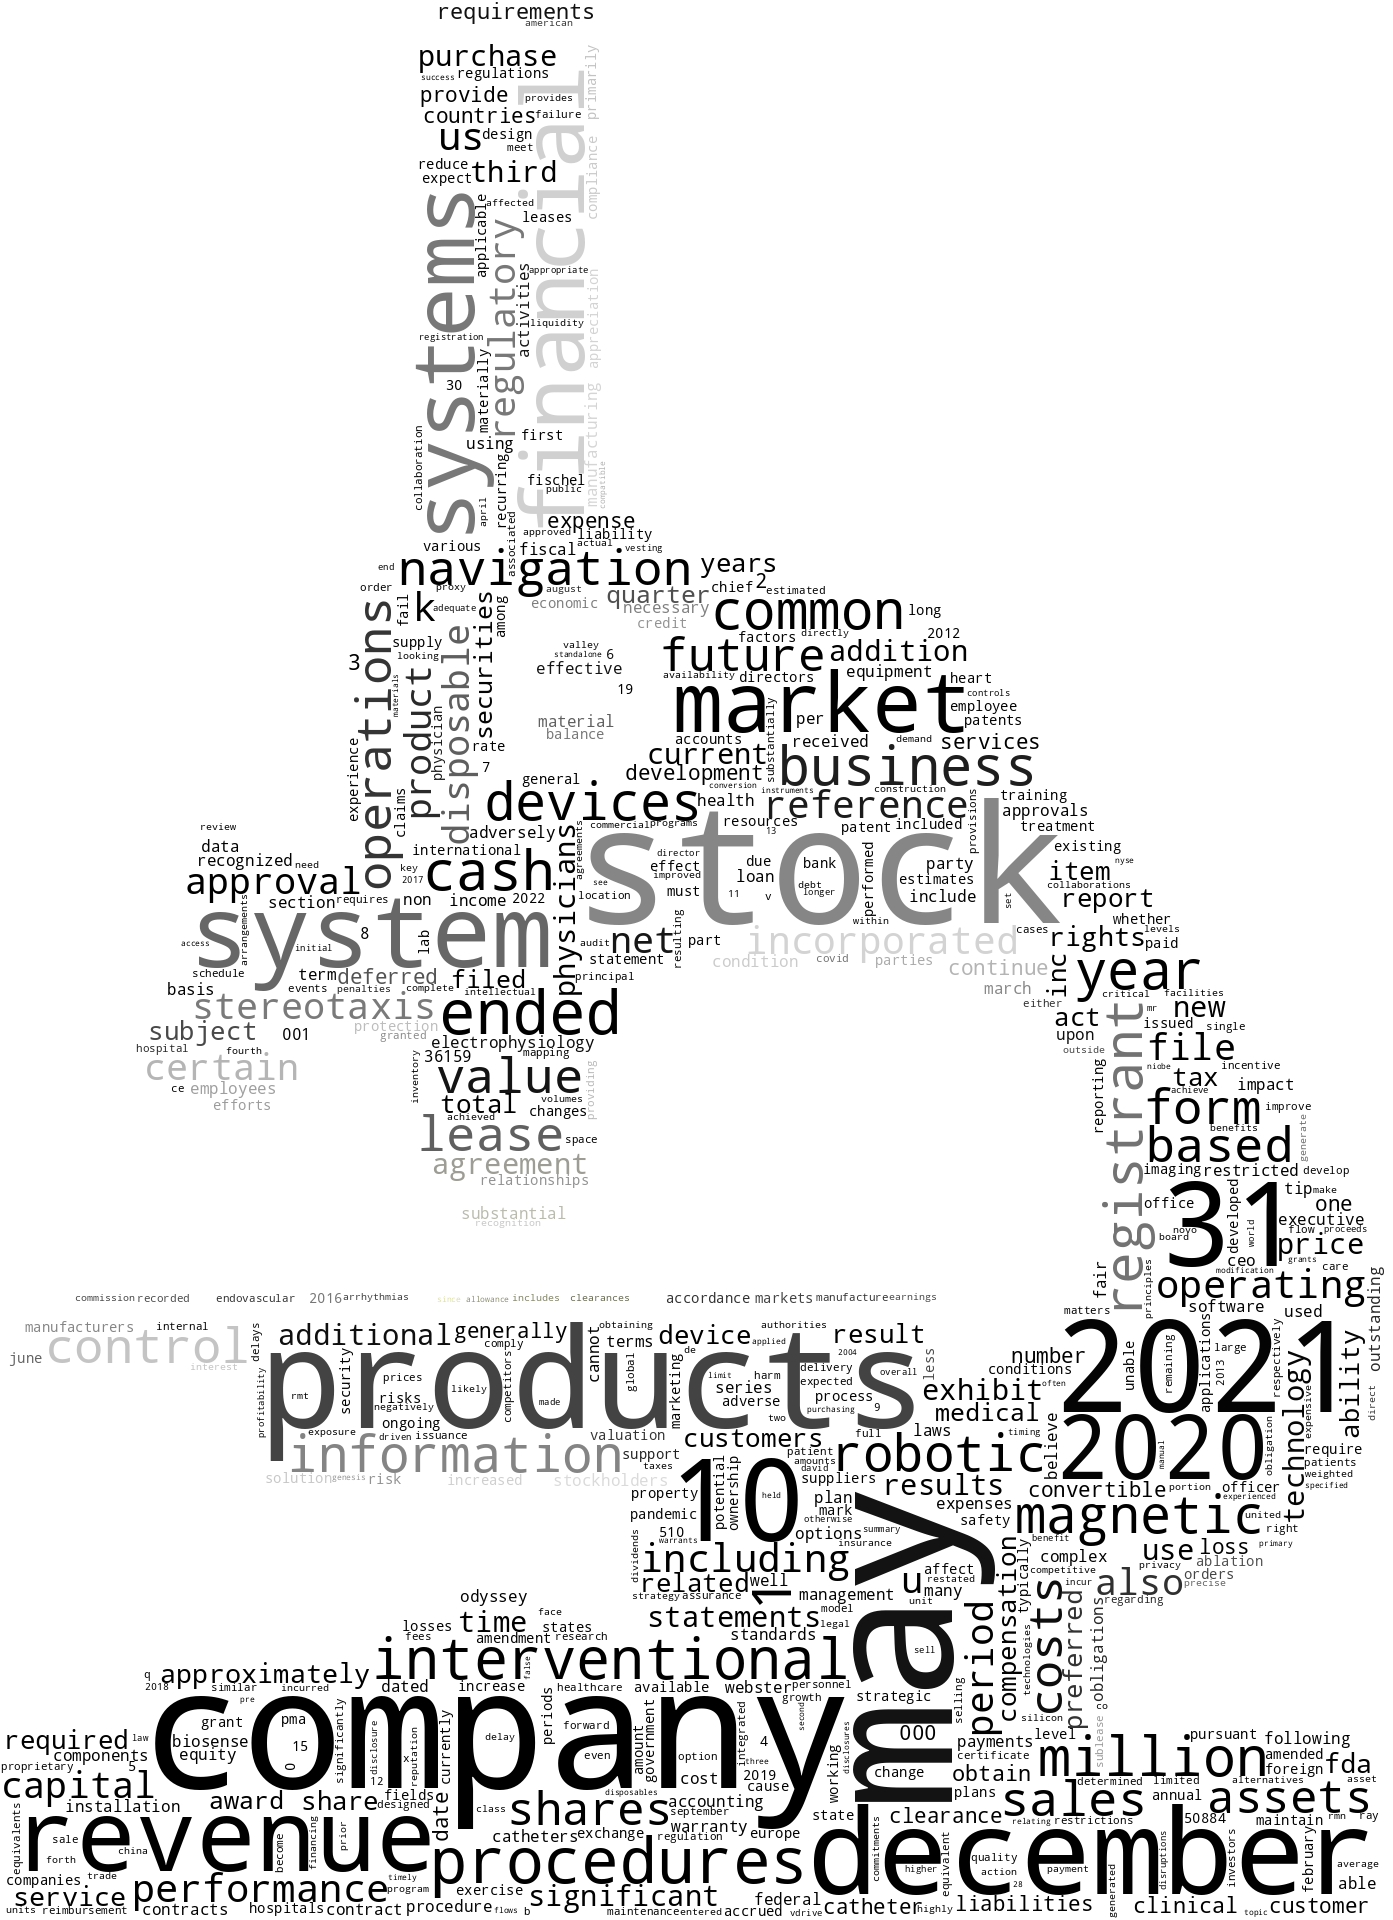 requirements
american
purchase
success regulations
provide provides
countries failure
us design
meet
reduce third
expect
financial
primarily
compliance
systems
applicable
affected
leases
regulatory
activities
appropriate
appreciation
liquidity
registration
materially
30
manufacturing
compatible
collaboration
using first
recurring
fischel
public
april
expense
approved liability
associated
various fiscal actual vesting
end navigation years
order proxy august chief 2 estimated
fail k adequate economic quarter necessary common long
credit
operations
supply
looking
3
materials
product
disposable
securities
among
valley
standalone 6
effective
19
material
balance
factors directly 2012
future addition
availability directors equipment heart
market controls
employee
patents
per
substantially
accounts received demand services
current business
development
conversion instruments construction
experience
physician
rate
7
claims
general
devices health reference
provisions
training
approvals
treatment
adversely
commercial programs resources 13 patent included
review
data
recognized need
international
key
2017
cash
physicians
agreements
stock
director
effect
improved
due
loan
bank
debt
longer
11 v
must
see
location
performed
within
party
estimates
include
set
existing
nyse
item
collaborations
report
approval
section requires non income 2022
system
access
arrangements
initial
8
lab
audit net part
resulting
statement
principal
incorporated
condition covid parties
cases
whether
levels
rights paid
continue
march
either
inc year
critical facilities
schedule
term deferred filed
basis events penalties complete intellectual
stereotaxis ended
subject 001 protection
granted
hospital fourth
electrophysiology
36159 mapping
certain
ce employees
efforts
inventory
value
providing
total volumes
achieved changes
lease space
agreement
relationships
substantial
recognition
act
upon
outside
mr new
issued single
file
niobe tax incentive
achieve impact
reporting
registrant
form improve
benefits
based
generate
imaging restricted develop
office
31
tip make
one
executive
developed
world
novo
board
flow proceeds
price
ceo grants
modification care
fair
principles
operating
matters software used
outstanding
commission recorded endovascular 2016 arrhythmias since allowance includes clearances accordance markets manufacture earnings
manufacturers internal
june control
interest
delays
additional generally
comply
obtaining
terms
cannot
device
authorities
applied
result
de
2004
products
profitability
rmt
security
prices
risks
negatively
likely
competitors
made
global
marketing
limit
series
adverse
harm
delivery
expected
process
purchasing 9
two
overall
less
exposure ongoing
driven issuance
information
valuation
support
taxes
customers
solution genesis risk increased stockholders
number
conditions
exhibit often
medical
laws timing
full
2021
unable
remaining
applications
2013
large
respectively
technology
expensive
ability
direct
robotic
believe
2020
manual
obligation
require
patients
weighted
specified
patient
amounts
david
suppliers
10
potential
ownership
held
property
pandemic
510
warrants
plan
mark
otherwise
options summary
insurance
results
expenses
safety
convertible portion officer
experienced
magnetic united
right
benefit
use loss primary
privacy ablation
orders
precise
complex
competitive
incur also
regarding
dividends
including
related well
strategy assurance management
1
statements model
legal
standards
may
u affect
restated
many
unit
sell
period
compensation
typically
technologies
costs
preferred
obligations
odyssey
losses time face
states
fees amendment research
false
interventional
q
2018
approximately
similar
pre
incurred
dated increase healthcare available webster personnel
growth
second
strategic
selling
silicon
sublease
co
company
grant
pma
biosense
equity
15
0
significantly
disclosure
12
x
reputation
currently
delay
periods
forward
even
amount
government
option
integrated
4
three
2019
cost cause
000
change
working
disclosures
payments level
certificate
million
pursuant following
required law
components
proprietary 5
capital
installation
award share fields
designed
date
class
shares
disposables
september
accounting
warranty
state
obtain
plans
determined limited alternatives
annual
amended
foreign
fda
asset
sales assets
clearance
relating restrictions
50884 maintain
rmn ray
equivalents
revenue
sale
forth
china
become
financing
prior
catheters exchange regulation europe
procedures
december
commitments
higher
equivalent
quality
action
28
payment
generated
disruptions
investors
february
average
able
companies trade
service performance timely
program
exercise significant federal
units reimbursement contracts hospitals contract procedure flows b maintenance entered accrued vdrive catheter highly liabilities clinical topic customer